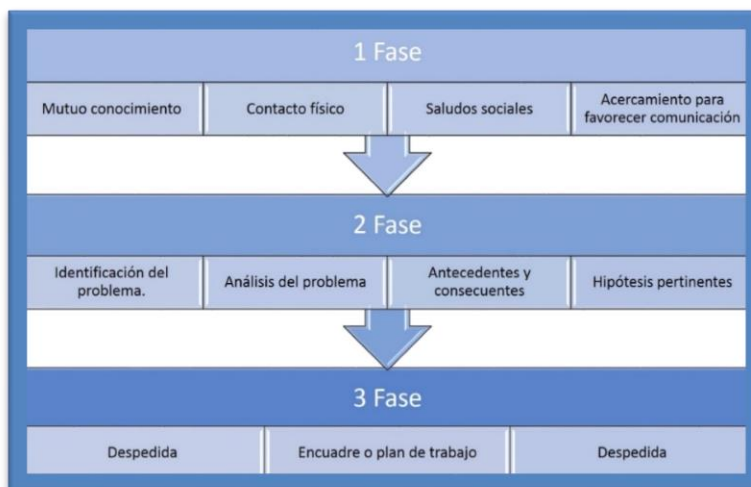 1 Fase
Mutuo conocimiento
Contacto físico
Saludos sociales
Acercamiento para
favorecer comunicación
2 Fase
Identificación del
problema.
Análisis del problema
Antecedentes y
consecuentes
Hipótesis pertinentes
3 Fase
Despedida
Encuadre o plan de trabajo
Despedida